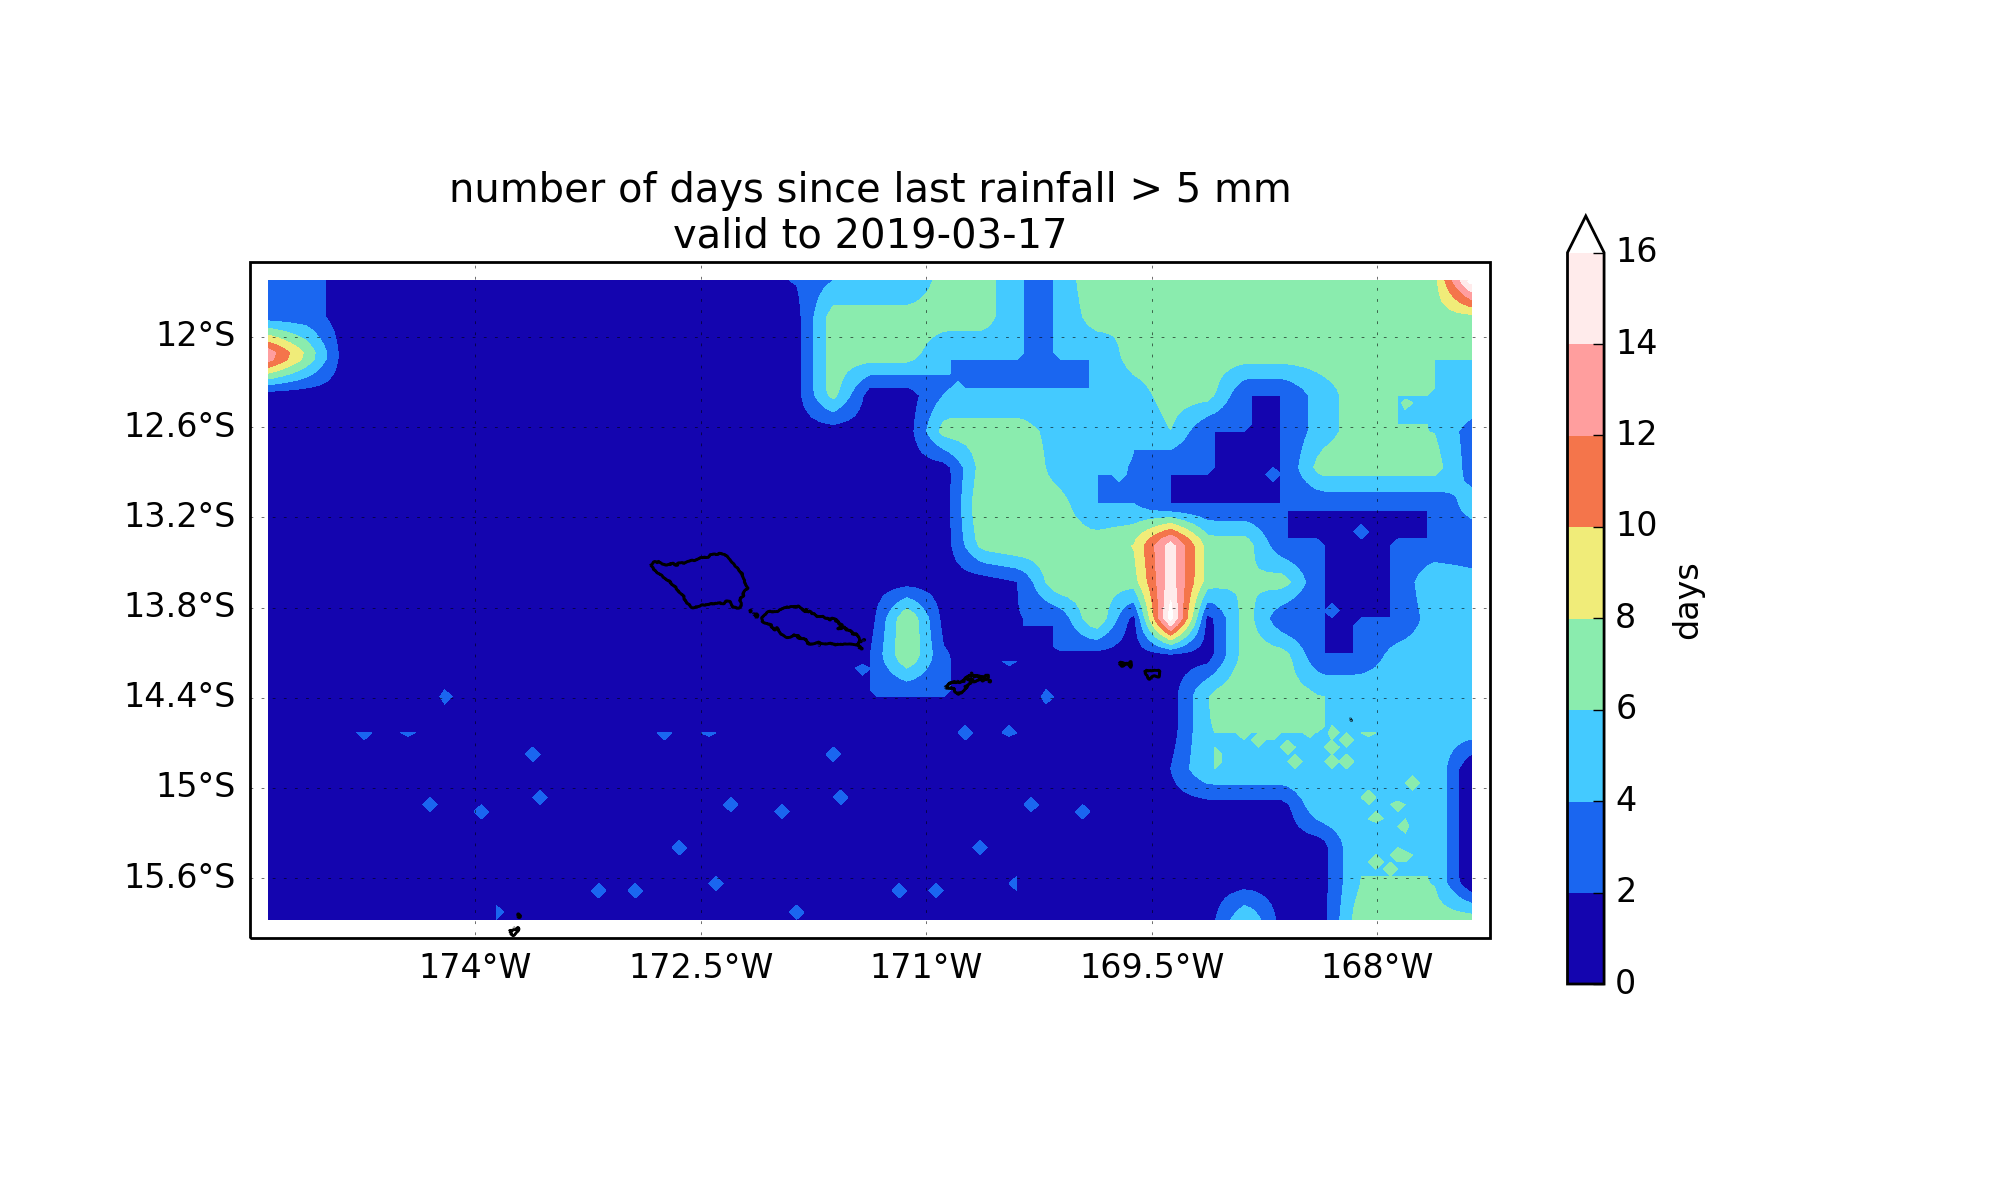 number of days since last rainfall > 5 mm
valid to 2019-03-17
12°S
12.6°S
13.2°S
13.8°S
14.4°S
15°S
15.6°S
174°W
172.5°W
171°W
169.5°W
168°W
16
14
12
10
8
6
4
2
0
days